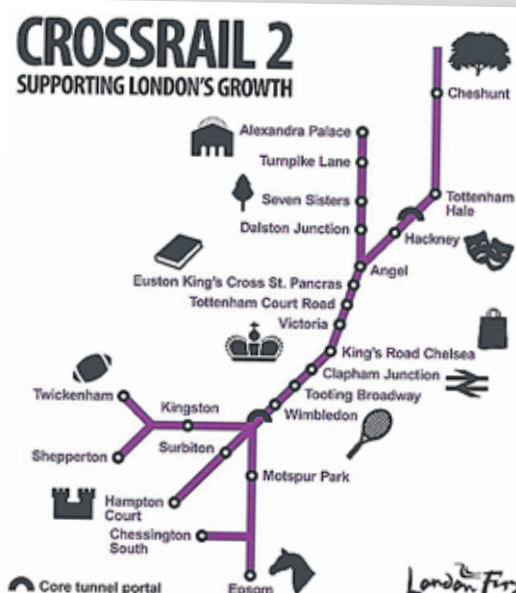 CROSSRAIL 2
SUPPORTING LONDON'S GROWTH
Cheshunt
Alexandra Palace
Turnpike Lane
Seven Sisters
Tottenham
Hale
Dalston Junction
Hackney
Angel
Euston King's Cross St. Pancras
Tottenham Court Road
Victoria
King's Road Chelsea
Clapham Junction
Tooting Broadway
Wimbledon
Twickenham
Kingston
Surbiton
Shepperton
Motspur Park
Hampton
Court
Chessington
South
Epsom
Core tunnel portal
London